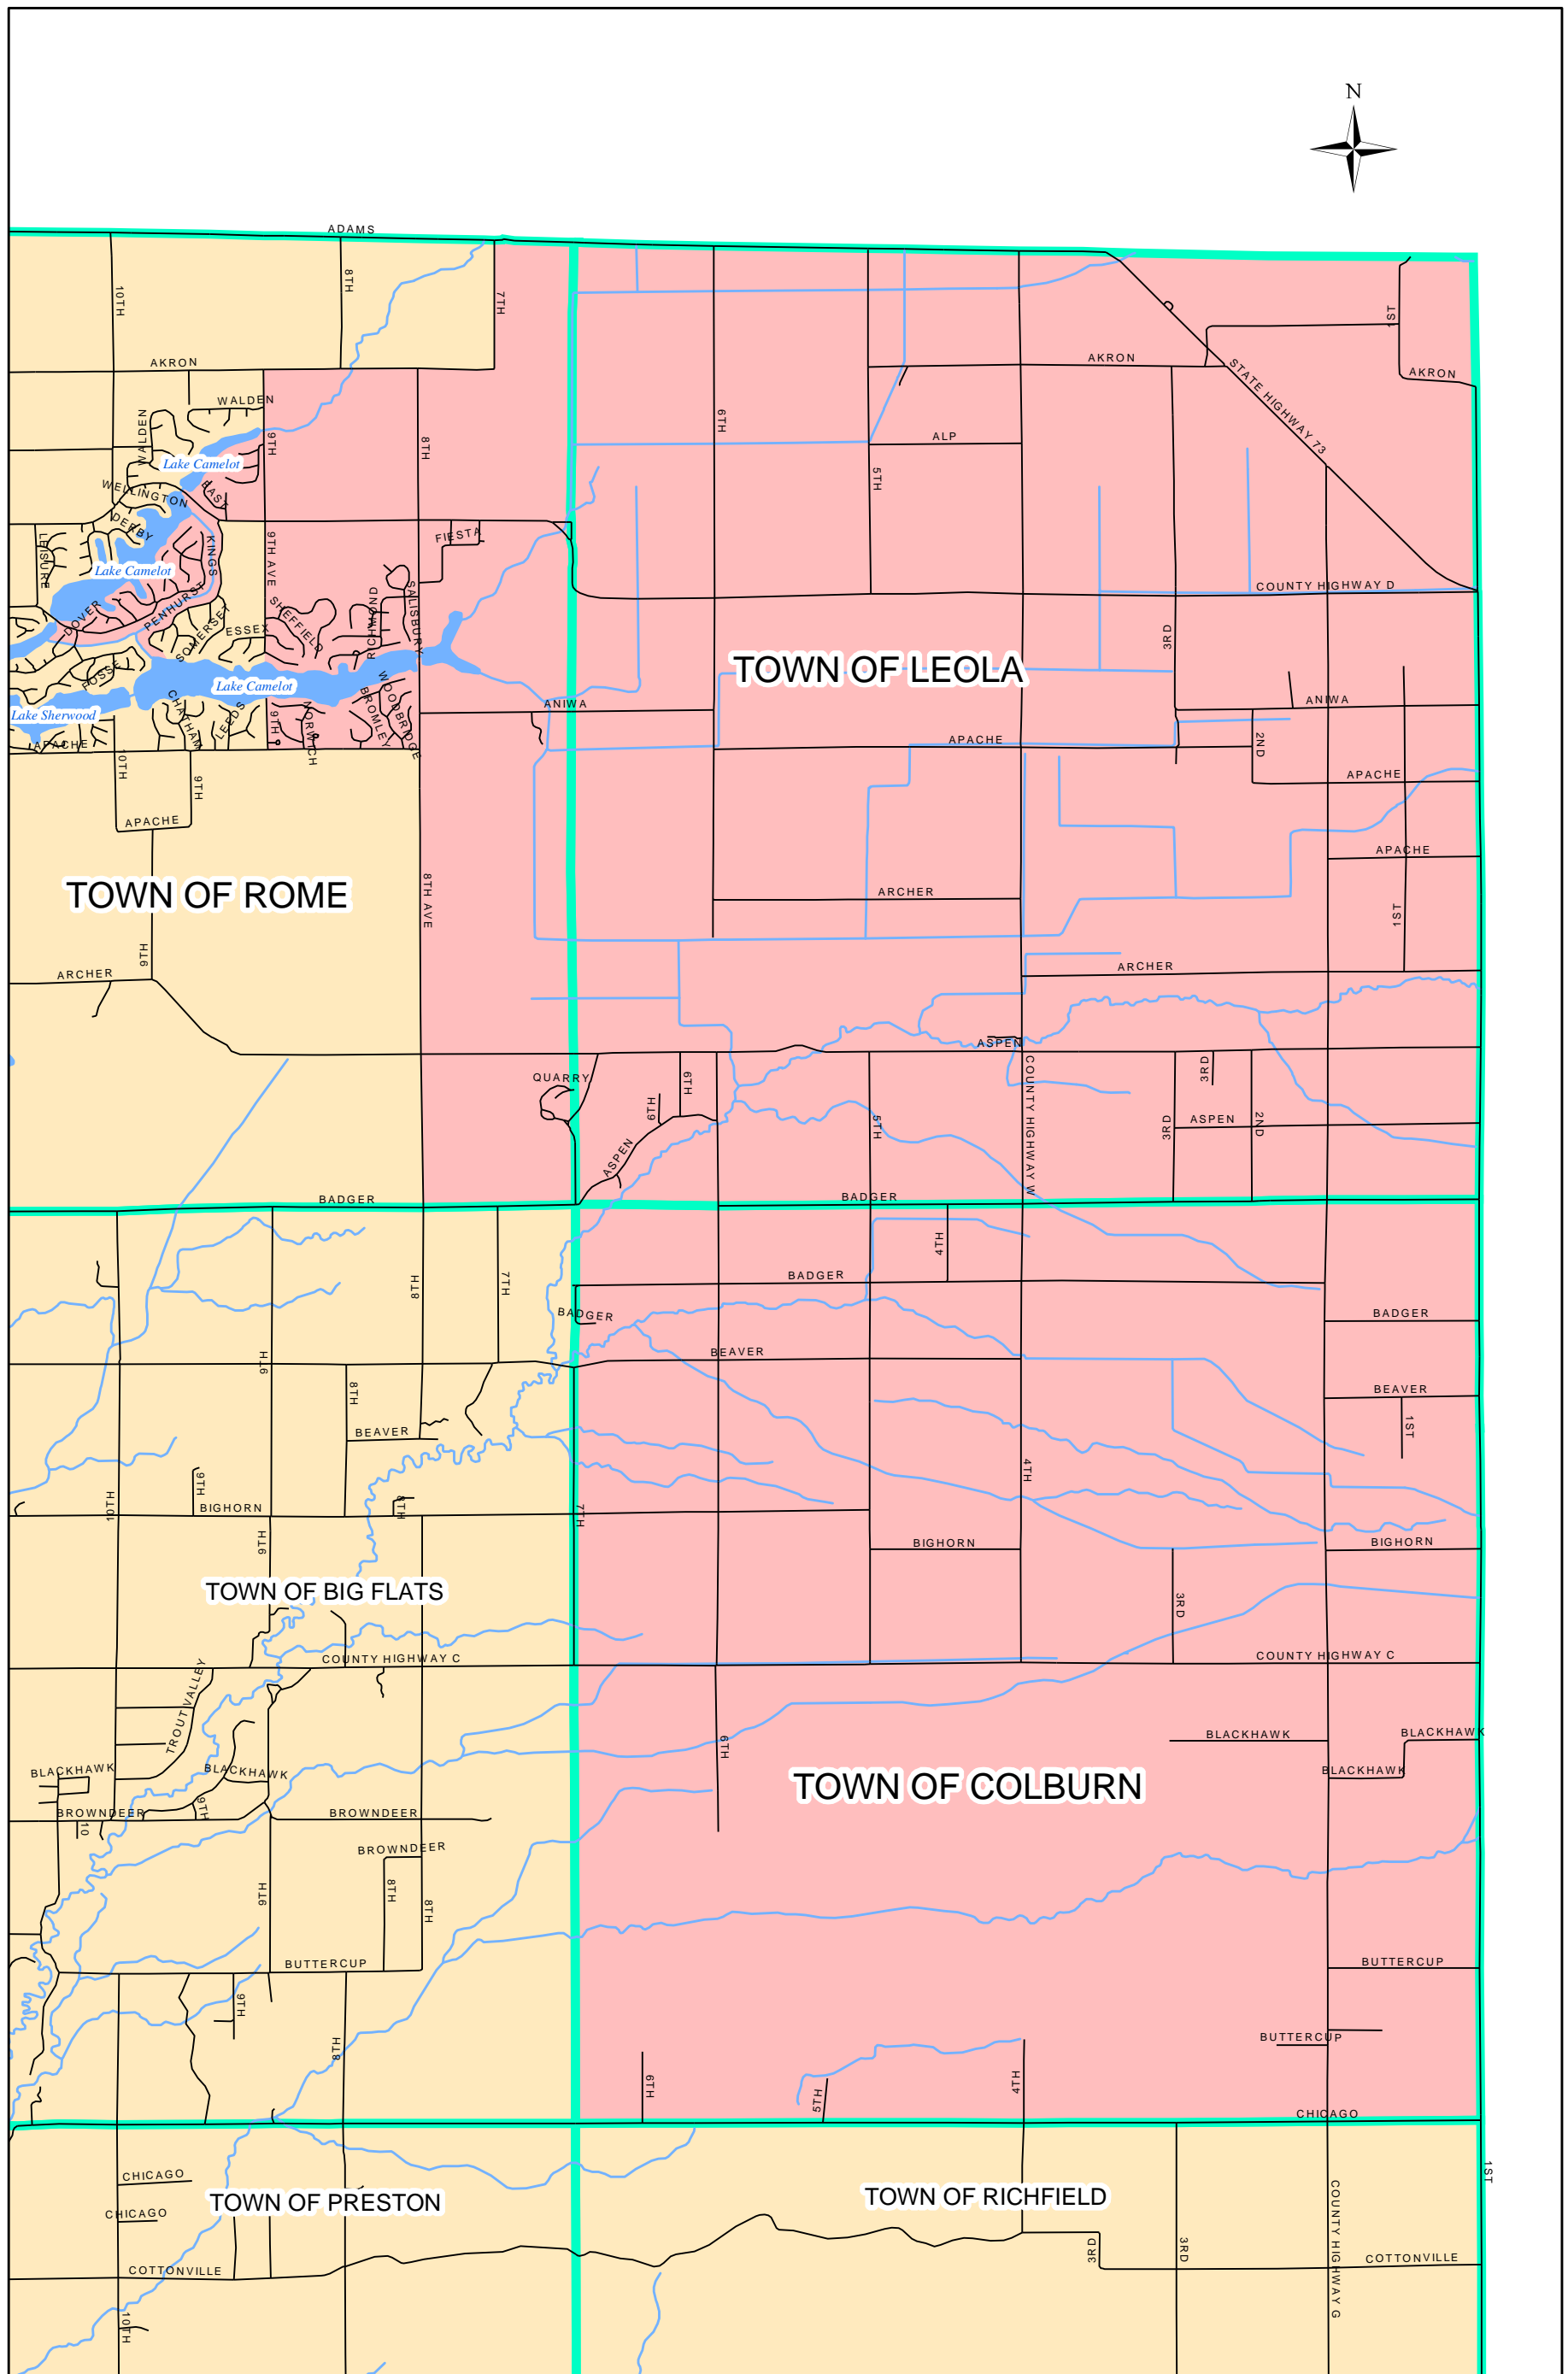 N
ADAMS
10TH
8TH
7TH
1ST
AKRON
AKRON
AKRON
STATE HIGHWAY 73
WALDEN
WALDEN
9TH
8TH
6TH
ALP
5TH
Lake Camelot
WELLINGTON
EAST
DERBY
LEISURE
KINGS
9TH AVE
FIESTA
Lake Camelot
COUNTY HIGHWAY D
DOVER
PENHURST
SOMERSET
ESSEX
SHEFFIELD
RICHMOND
SALISBURY
3RD
TOWN OF LEOLA
FOSSE
Lake Camelot
CHATHAM
LEEDS
9TH
NORWICH
BROMLEY
WOODBRIDGE
ANIWA
ANIWA
Lake Sherwood
APACHE
10TH
9TH
APACHE
2ND
APACHE
APACHE
APACHE
TOWN OF ROME
8TH AVE
ARCHER
1ST
9TH
ARCHER
ARCHER
ASPEN
QUARRY
6TH
6TH
ASPEN
5TH
COUNTY HIGHWAY W
3RD
3RD
ASPEN
2ND
BADGER
BADGER
4TH
8TH
7TH
BADGER
BADGER
BADGER
9TH
BEAVER
8TH
BEAVER
BEAVER
1ST
4TH
10TH
9TH
BIGHORN
8TH
7TH
9TH
BIGHORN
BIGHORN
TOWN OF BIG FLATS
3RD
COUNTY HIGHWAY C
COUNTY HIGHWAY C
TROUT VALLEY
6TH
BLACKHAWK
BLACKHAWK
BLACKHAWK
BLACKHAWK
BLACKHAWK
TOWN OF COLBURN
BROWNDEER
10
9TH
BROWNDEER
BROWNDEER
9TH
8TH
8TH
BUTTERCUP
BUTTERCUP
9TH
8TH
BUTTERCUP
6TH
5TH
4TH
CHICAGO
CHICAGO
1ST
TOWN OF PRESTON
TOWN OF RICHFIELD
CHICAGO
COUNTY HIGHWAY G
3RD
3RD
COTTONVILLE
COTTONVILLE
10TH